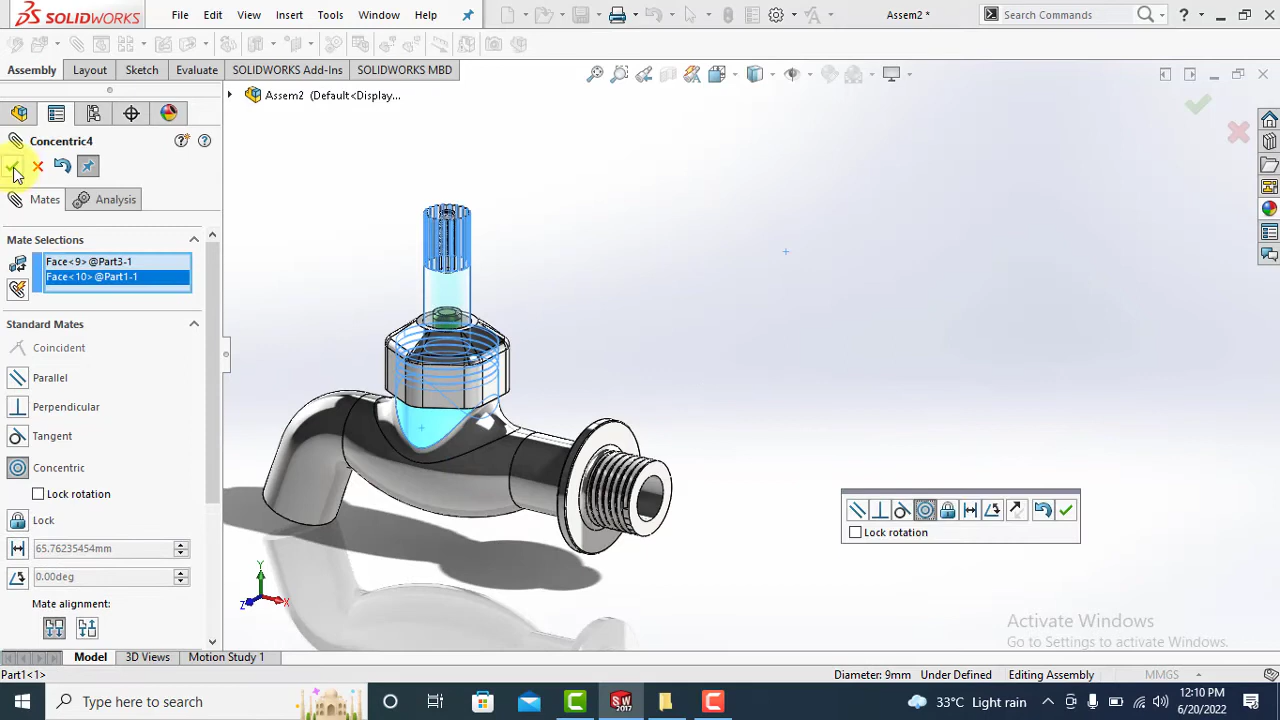 SOLIDWORKS
File Edit View Insert Tools Window Help
Assem2 *
Search Commands
Assembly Layout Sketch Evaluate SOLIDWORKS Add-Ins SOLIDWORKS MBD
Assem2 (Default<Display...
Concentric4
Mates Analysis
Mate Selections
Face<9> @Part3-1
Face<10> @Part1-1
Standard Mates
Coincident
Parallel
Perpendicular
Tangent
Concentric
Lock rotation
Lock
65.76235454mm
0.00deg
Mate alignment:
Lock rotation
Y
Z
X
Activate Windows
Go to Settings to activate Windows.
Model 3D Views Motion Study 1
Part1<1>
Diameter: 9mm Under Defined Editing Assembly MMGS
Type here to search
SW
2017
33°C Light rain
12:10 PM
6/20/2022